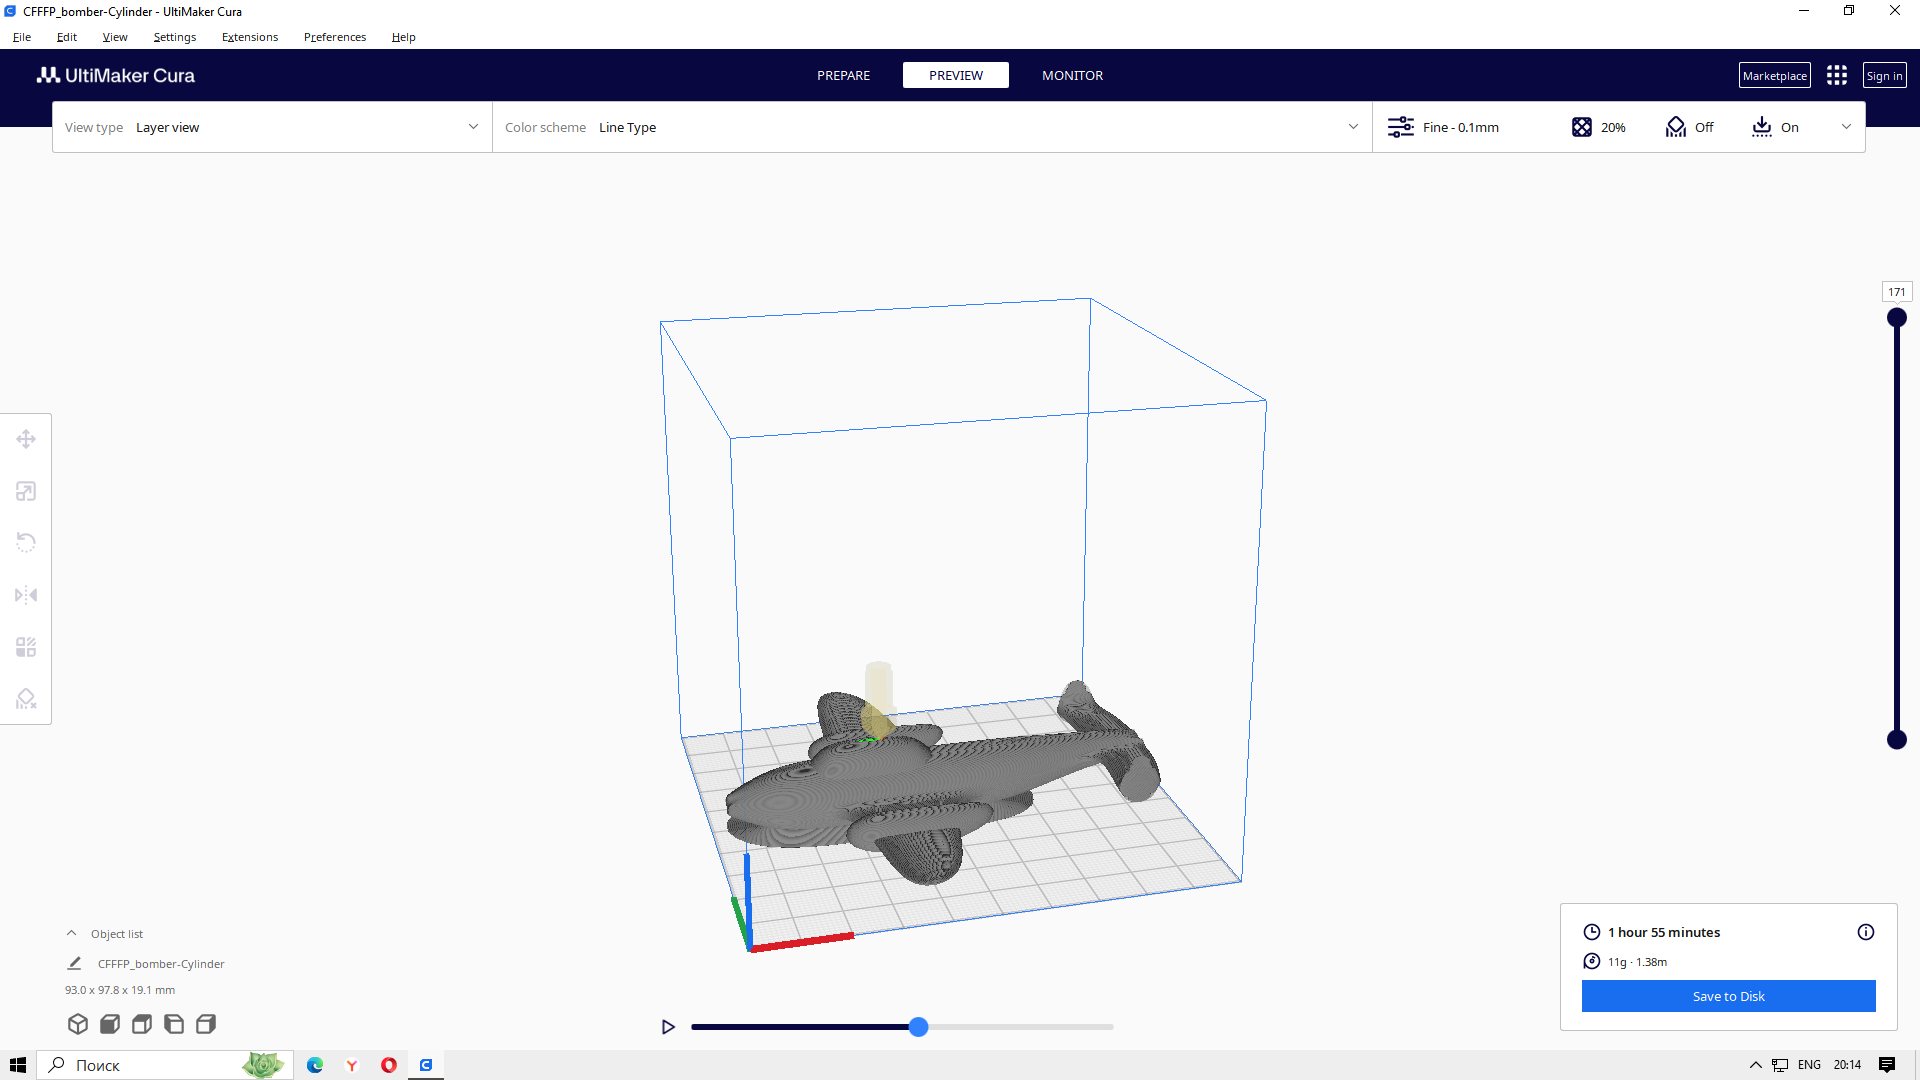 CFFFP_bomber-Cylinder - UltiMaker Cura
File Edit View Settings Extensions Preferences Help
UltiMaker Cura PREPARE PREVIEW MONITOR Marketplace Sign in
View type Layer view Color scheme Line Type Fine - 0.1mm 20% Off On
171
Object list
CFFFP_bomber-Cylinder
93.0 x 97.8 x 19.1 mm
1 hour 55 minutes
11g · 1.38m
Save to Disk
Поиск ENG 20:14